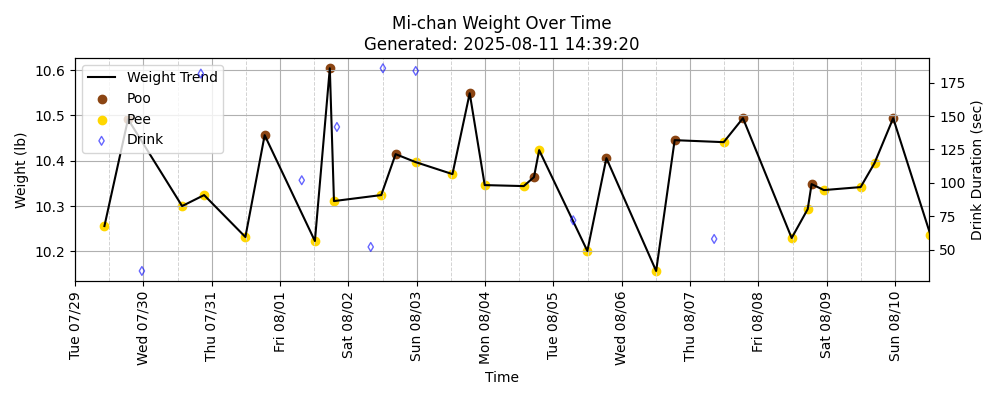 Mi-chan Weight Over Time
Generated: 2025-08-11 14:39:20
Weight Trend
Poo
Pee
Drink
10.6
10.5
10.4
10.3
10.2
Weight (lb)
175
150
125
100
75
50
Drink Duration (sec)
Tue 07/29
Wed 07/30
Thu 07/31
Fri 08/01
Sat 08/02
Sun 08/03
Mon 08/04
Tue 08/05
Wed 08/06
Thu 08/07
Fri 08/08
Sat 08/09
Sun 08/10
Time